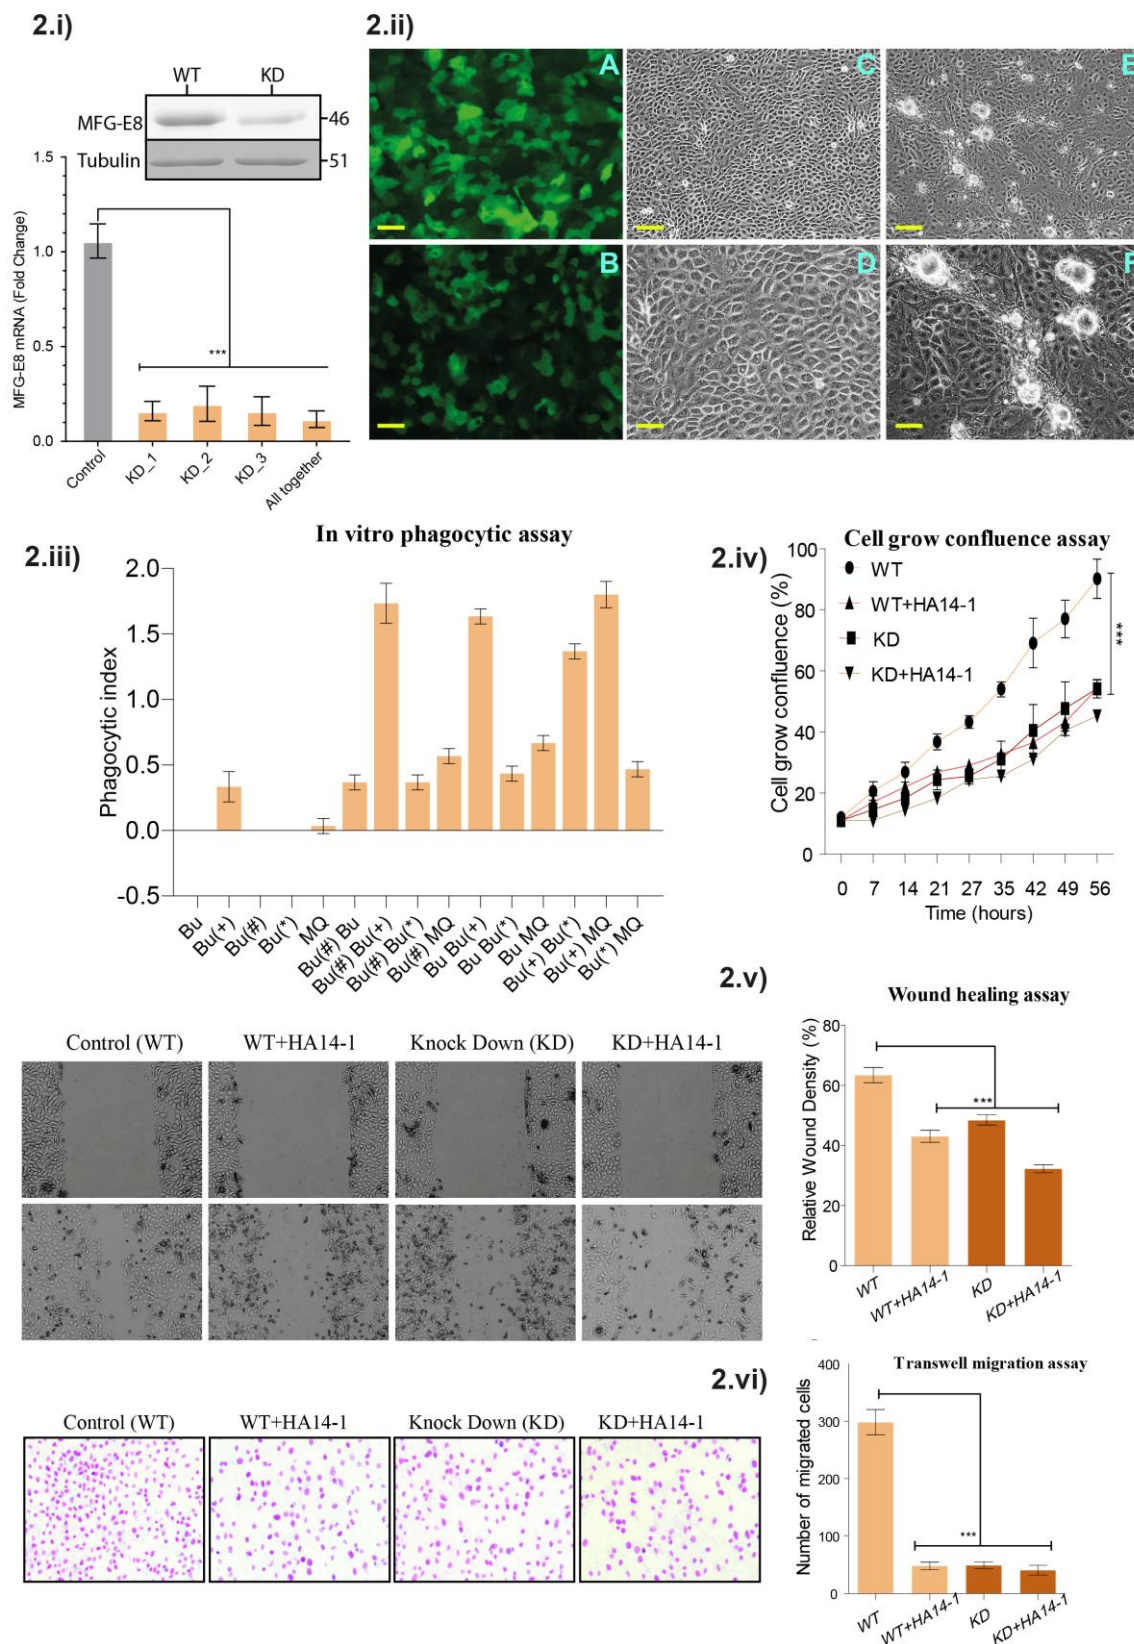 2.i)
WT KD
MFG-E8 46
Tubulin 51
MFG-E8 mRNA (Fold Change)
1.5
1.0
0.5
0.0
***
Control
KD_1
KD_2
KD_3
All together
2.ii)
A C E
B D F
2.iii)
In vitro phagocytic assay
Phagocytic index
2.0
1.5
1.0
0.5
0.0
-0.5
Bu
Bu(+)
Bu(#)
Bu(*)
MQ
Bu(#) Bu
Bu(#) Bu(+)
Bu(#) Bu(*)
Bu(#) MQ
Bu Bu(+)
Bu Bu(*)
Bu MQ
Bu(+) Bu(*)
Bu(+) MQ
Bu(*) MQ
2.iv)
Cell grow confluence assay
Cell grow confluence (%)
100
80
60
40
20
0
WT
WT+HA14-1
KD
KD+HA14-1
***
0 7 14 21 27 35 42 49 56
Time (hours)
2.v)
Control (WT) WT+HA14-1 Knock Down (KD) KD+HA14-1
Wound healing assay
Relative Wound Density (%)
80
60
40
20
0
***
WT
WT+HA14-1
KD
KD+HA14-1
2.vi)
Control (WT) WT+HA14-1 Knock Down (KD) KD+HA14-1
Transwell migration assay
Number of migrated cells
400
300
200
100
0
***
WT
WT+HA14-1
KD
KD+HA14-1